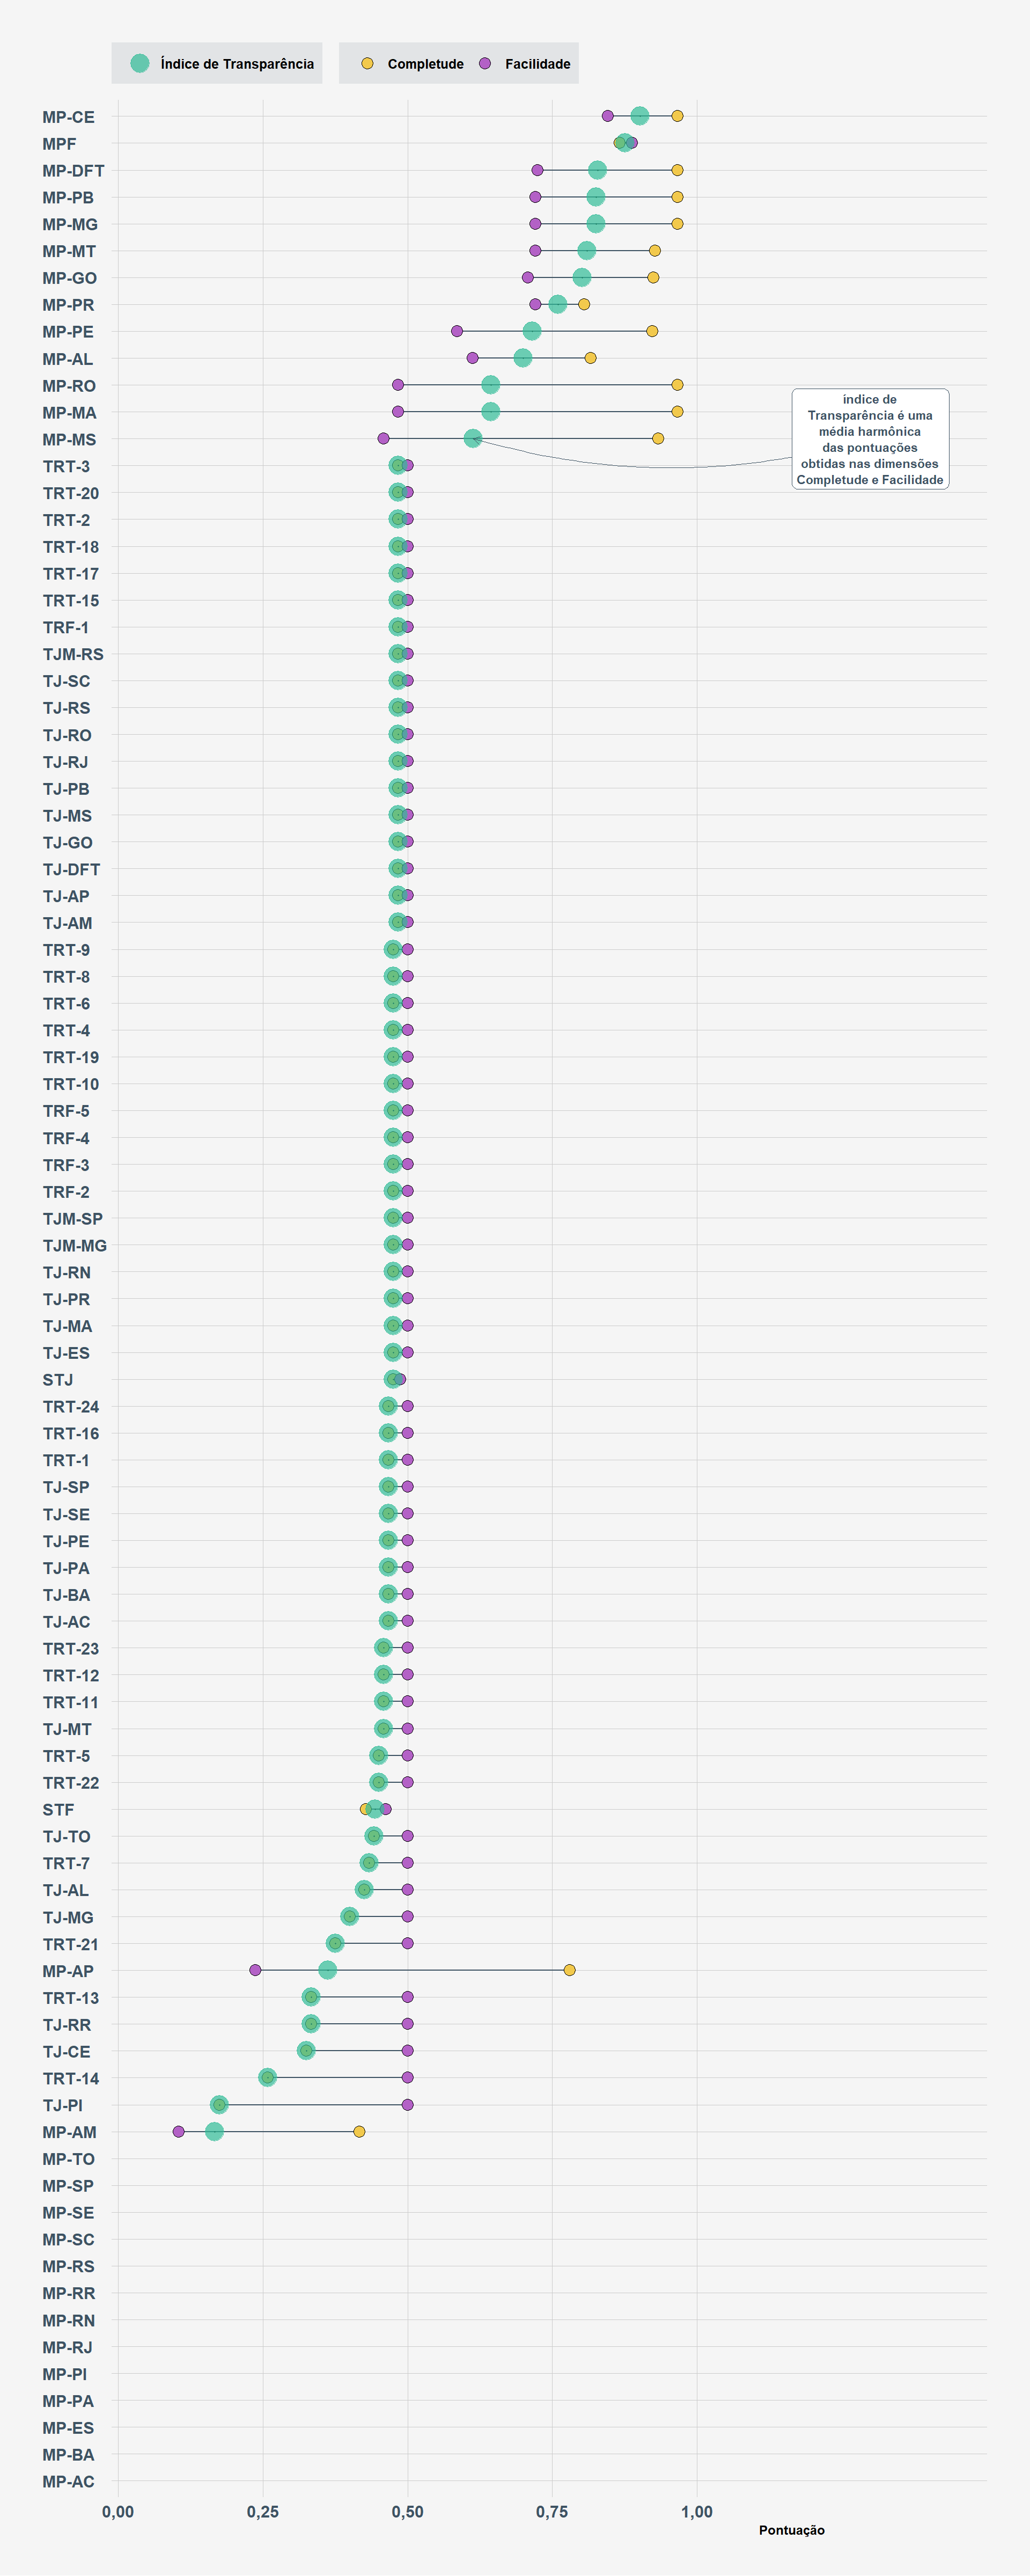 Índice de Transparência
Completude
Facilidade
MP-CE
MPF
MP-DFT
MP-PB
MP-MG
MP-MT
MP-GO
MP-PR
MP-PE
MP-AL
MP-RO
MP-MA
MP-MS
indice de
Transparência é uma
média harmônica
das pontuações
obtidas nas dimensões
Completude e Facilidade
TRT-3
TRT-20
TRT-2
TRT-18
TRT-17
TRT-15
TRF-1
TJM-RS
TJ-SC
TJ-RS
TJ-RO
TJ-RJ
TJ-PB
TJ-MS
TJ-GO
TJ-DFT
TJ-AP
TJ-AM
TRT-9
TRT-8
TRT-6
TRT-4
TRT-19
TRT-10
TRF-5
TRF-4
TRF-3
TRF-2
TJM-SP
TJM-MG
TJ-RN
TJ-PR
TJ-MA
TJ-ES
STJ
TRT-24
TRT-16
TRT-1
TJ-SP
TJ-SE
TJ-PE
TJ-PA
TJ-BA
TJ-AC
TRT-23
TRT-12
TRT-11
TJ-MT
TRT-5
TRT-22
STF
TJ-TO
TRT-7
TJ-AL
TJ-MG
TRT-21
MP-AP
TRT-13
TJ-RR
TJ-CE
TRT-14
TJ-PI
MP-AM
MP-TO
MP-SP
MP-SE
MP-SC
MP-RS
MP-RR
MP-RN
MP-RJ
MP-PI
MP-PA
MP-ES
MP-BA
MP-AC
0,00 0,25 0,50 0,75 1,00
Pontuação